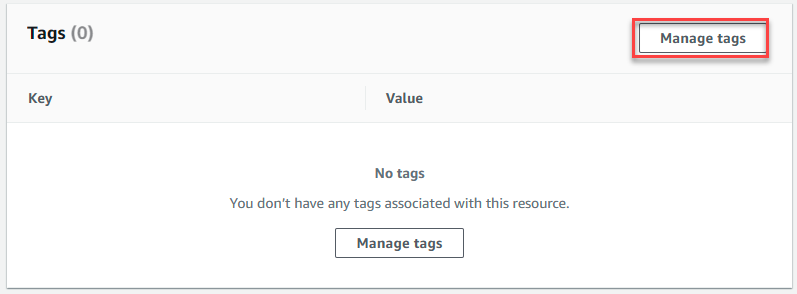 Tags (0)
Manage tags
Key
Value
No tags
You don’t have any tags associated with this resource.
Manage tags